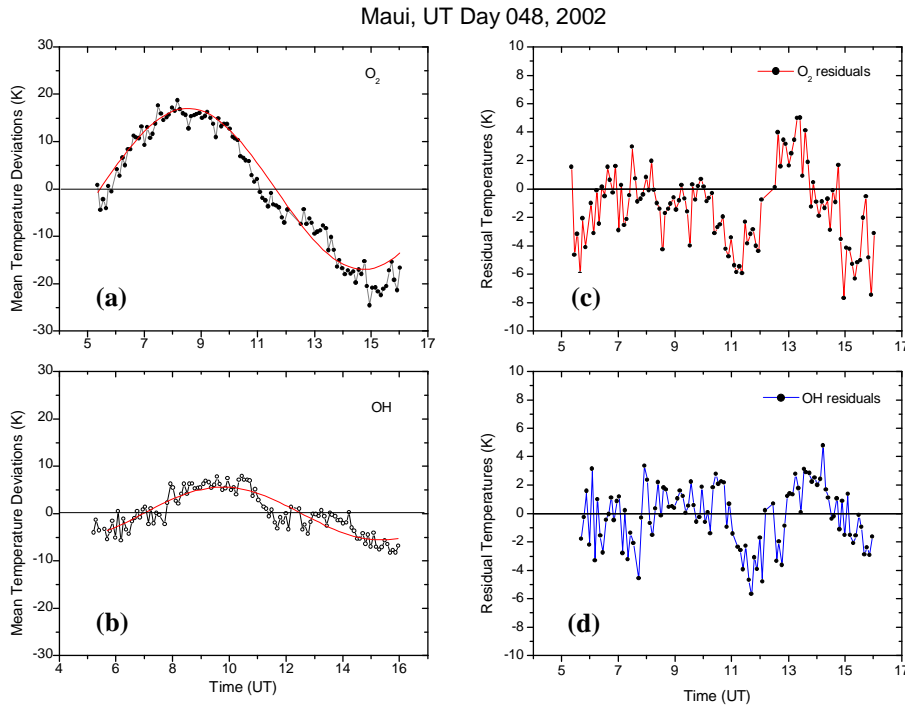 Maui, UT Day 048, 2002
30
20
10
0
-10
-20
-30
Mean Temperature Deviations (K)
O2
(a)
5 7 9 11 13 15 17
10
8
6
4
2
0
-2
-4
-6
-8
-10
Residual Temperatures (K)
O2 residuals
(c)
5 7 9 11 13 15 17
30
20
10
0
-10
-20
-30
Mean Temperature Deviations (K)
OH
(b)
4 6 8 10 12 14 16
Time (UT)
10
8
6
4
2
0
-2
-4
-6
-8
-10
Residual Temperatures (K)
OH residuals
(d)
5 7 9 11 13 15 17
Time (UT)